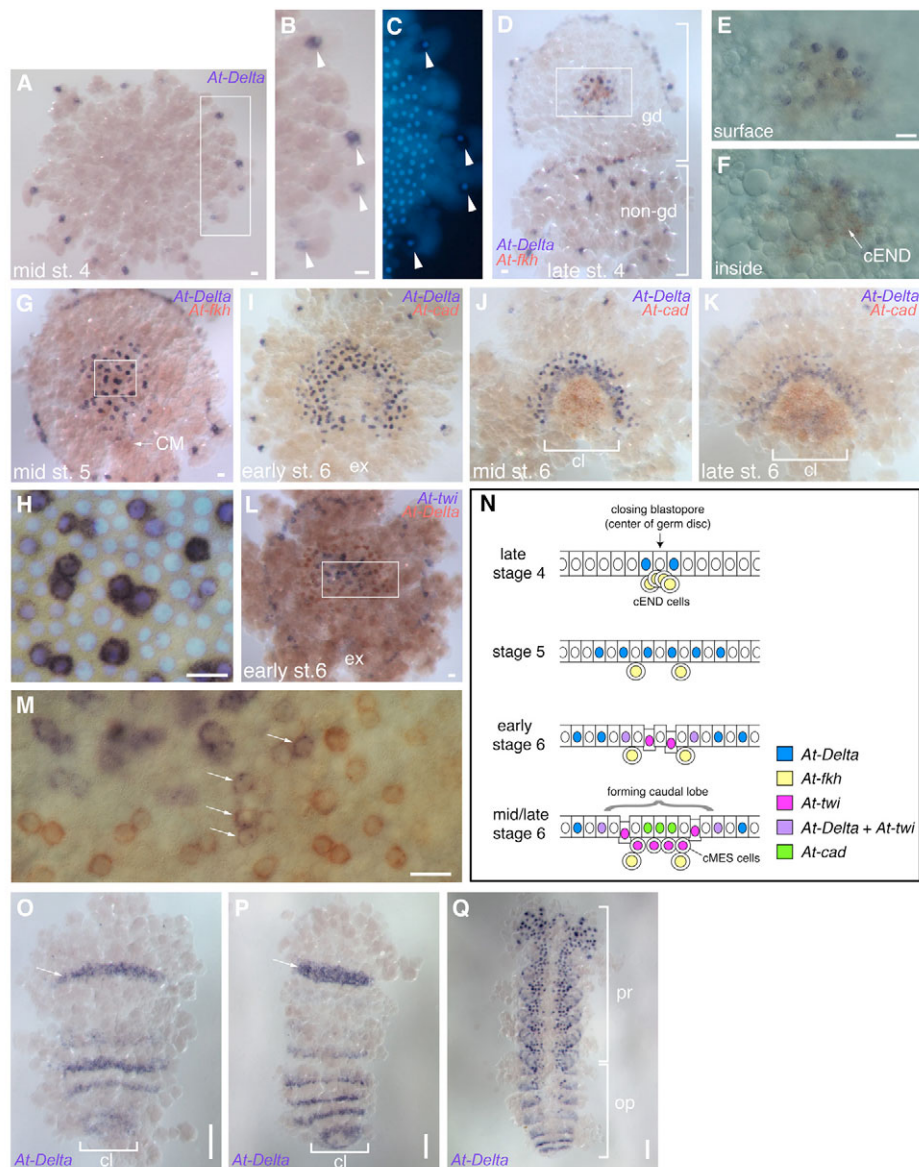 A
At-Delta
mid st. 4
B
C
D
gd
non-gd
At-Delta
At-fkh
late st. 4
E
surface
F
inside
cEND
G
At-Delta
At-fkh
CM
mid st. 5
I
At-Delta
At-cad
early st. 6
ex
J
At-Delta
At-cad
mid st. 6
cl
K
At-Delta
At-cad
late st. 6
cl
H
L
At-twi
At-Delta
early st.6
ex
M
N
closing blastopore
(center of germ disc)
late
stage 4
cEND cells
stage 5
early
stage 6
forming caudal lobe
mid/late
stage 6
cMES cells
At-Delta
At-fkh
At-twi
At-Delta + At-twi
At-cad
O
At-Delta
cl
P
At-Delta
cl
Q
pr
op
At-Delta